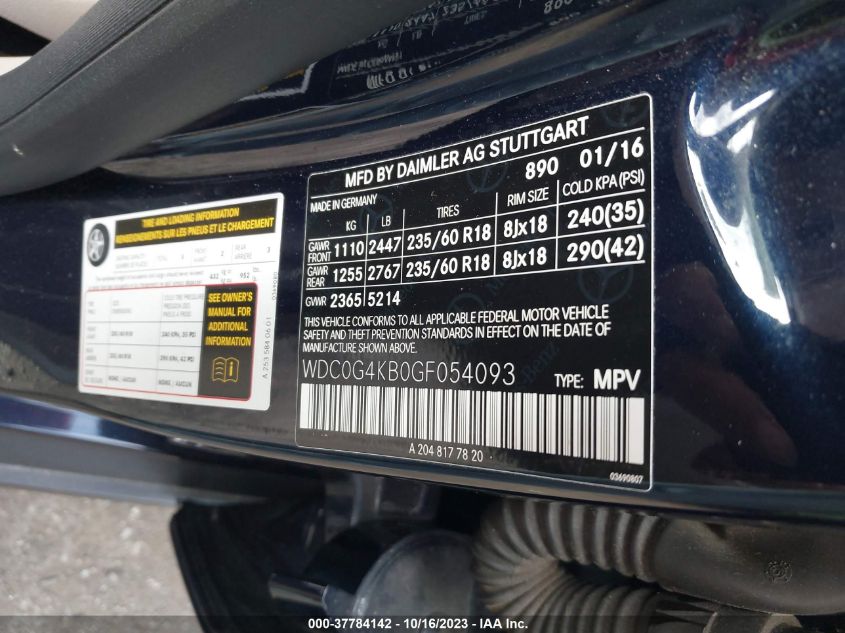 MFD BY DAIMLER AG STUTTGART
890 01/16
MADE IN GERMANY
KG LB TIRES RIM SIZE COLD KPA (PSI)
GAWR FRONT 1110 2447 235/60 R18 8Jx18 240(35)
GAWR REAR 1255 2767 235/60 R18 8Jx18 290(42)
GVWR 2365 5214
THIS VEHICLE CONFORMS TO ALL APPLICABLE FEDERAL MOTOR VEHICLE
SAFETY AND THEFT PREVENTION STANDARDS IN EFFECT ON THE DATE
OF MANUFACTURE SHOWN ABOVE.
WDC0G4KB0GF054093
TYPE: MPV
A 204 817 78 20
03690807
TIRE AND LOADING INFORMATION
RENSEIGNEMENTS SUR LES PNEUS ET LE CHARGEMENT
SEE OWNER'S
MANUAL FOR
ADDITIONAL
INFORMATION
A 253 584 06 01
000-37784142 - 10/16/2023 - IAA Inc.